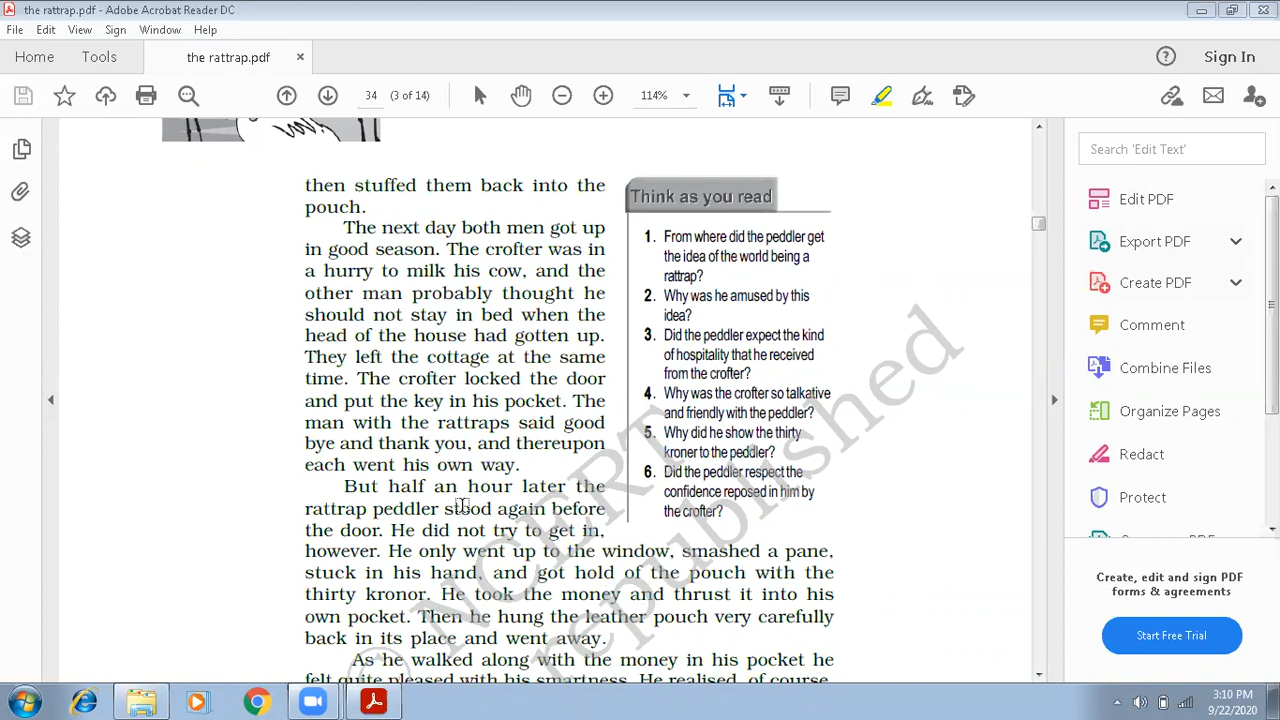 the rattrap.pdf - Adobe Acrobat Reader DC
File Edit View Sign Window Help
Home Tools the rattrap.pdf Sign In
34 (3 of 14) 114%
then stuffed them back into the
pouch.
The next day both men got up
in good season. The crofter was in
a hurry to milk his cow, and the
other man probably thought he
should not stay in bed when the
head of the house had gotten up.
They left the cottage at the same
time. The crofter locked the door
and put the key in his pocket. The
man with the rattraps said good
bye and thank you, and thereupon
each went his own way.
But half an hour later the
rattrap peddler stood again before
the door. He did not try to get in,
however. He only went up to the window, smashed a pane,
stuck in his hand, and got hold of the pouch with the
thirty kronor. He took the money and thrust it into his
own pocket. Then he hung the leather pouch very carefully
back in its place and went away.
As he walked along with the money in his pocket he
felt quite pleased with his smartness. He realised, of course,
Think as you read
1. From where did the peddler get
the idea of the world being a
rattrap?
2. Why was he amused by this
idea?
3. Did the peddler expect the kind
of hospitality that he received
from the crofter?
4. Why was the crofter so talkative
and friendly with the peddler?
5. Why did he show the thirty
kroner to the peddler?
6. Did the peddler respect the
confidence reposed in him by
the crofter?
© NCERT
republished
Search 'Edit Text'
Edit PDF
Export PDF
Create PDF
Comment
Combine Files
Organize Pages
Redact
Protect
Create, edit and sign PDF
forms & agreements
Start Free Trial
3:10 PM
9/22/2020